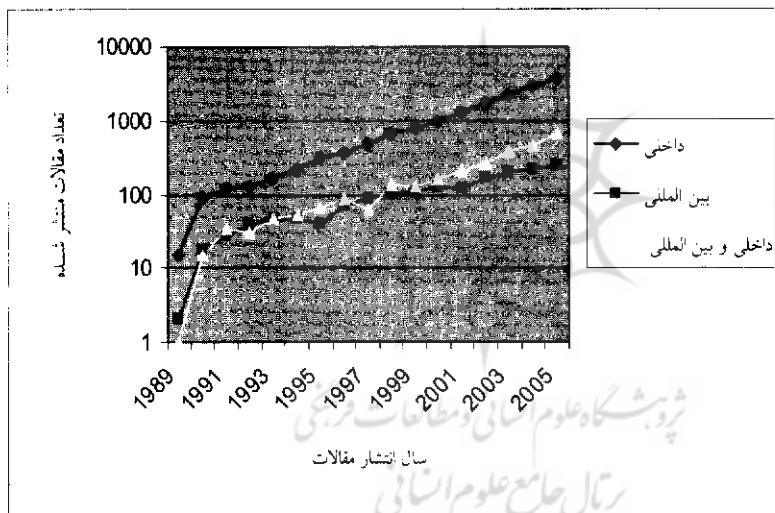 تعداد مقالات منتشر شده
10000
1000
100
10
1
1989
1991
1993
1995
1997
1999
2001
2003
2005
سال انتشار مقالات
داخلی
بین المللی
داخلی و بین المللی
پژوهشگاه علوم انسانی و مطالعات فرهنگی
پرتال جامع علوم انسانی